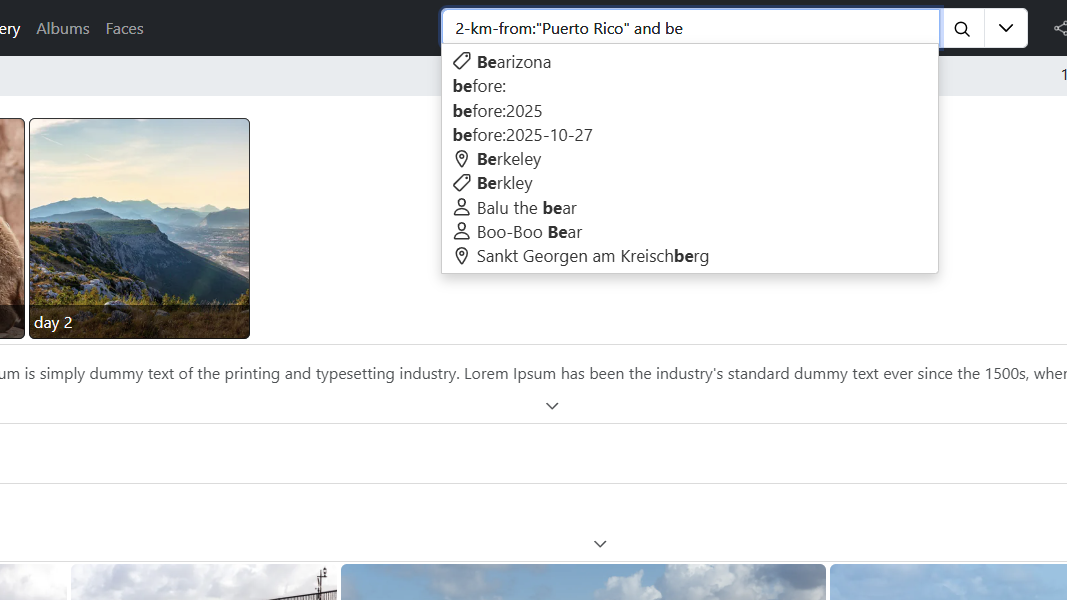 ery Albums Faces
2-km-from:"Puerto Rico" and be
Bearizona
before:
before:2025
before:2025-10-27
Berkeley
Berkley
Balu the bear
Boo-Boo Bear
Sankt Georgen am Kreischberg
1
day 2
um is simply dummy text of the printing and typesetting industry. Lorem Ipsum has been the industry's standard dummy text ever since the 1500s, when